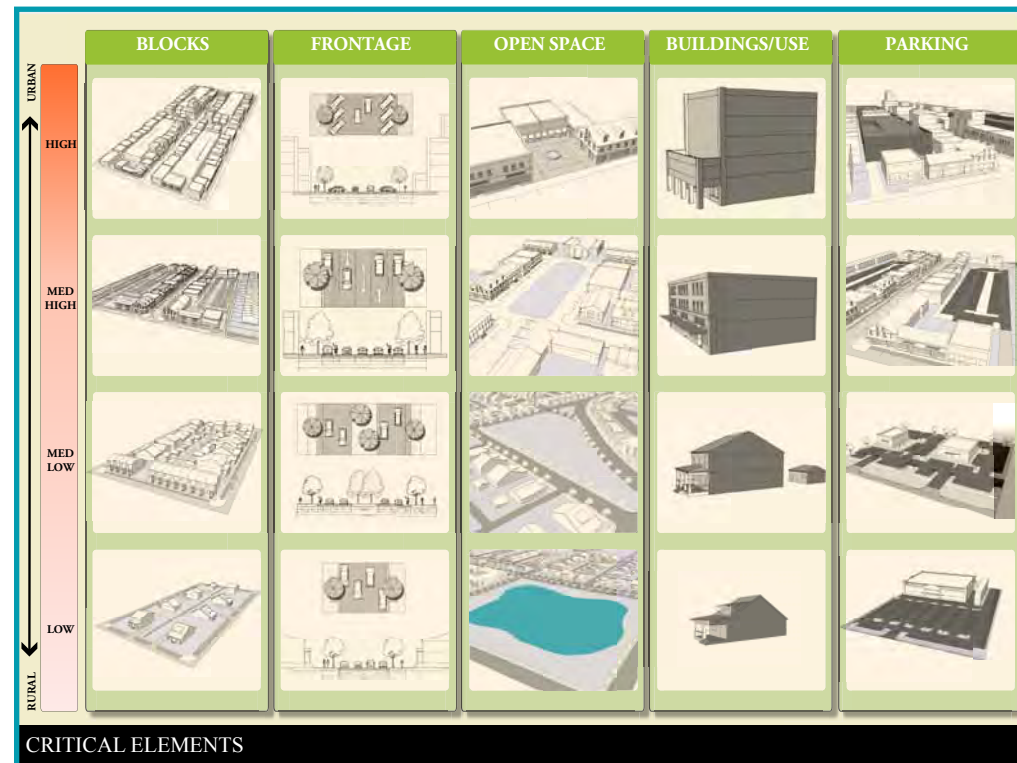 BLOCKS
FRONTAGE
OPEN SPACE
BUILDINGS/USE
PARKING
URBAN
HIGH
MED
HIGH
MED
LOW
LOW
RURAL
CRITICAL ELEMENTS